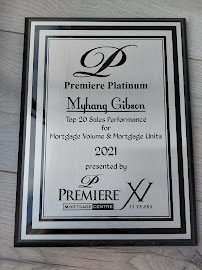 P
Premiere Platinum
Myhang Gibson
Top 20 Sales Performance
for
Mortgage Volume & Mortgage Units
2021
presented by
P
PREMIERE
MORTGAGE CENTRE
XV
15 YEARS